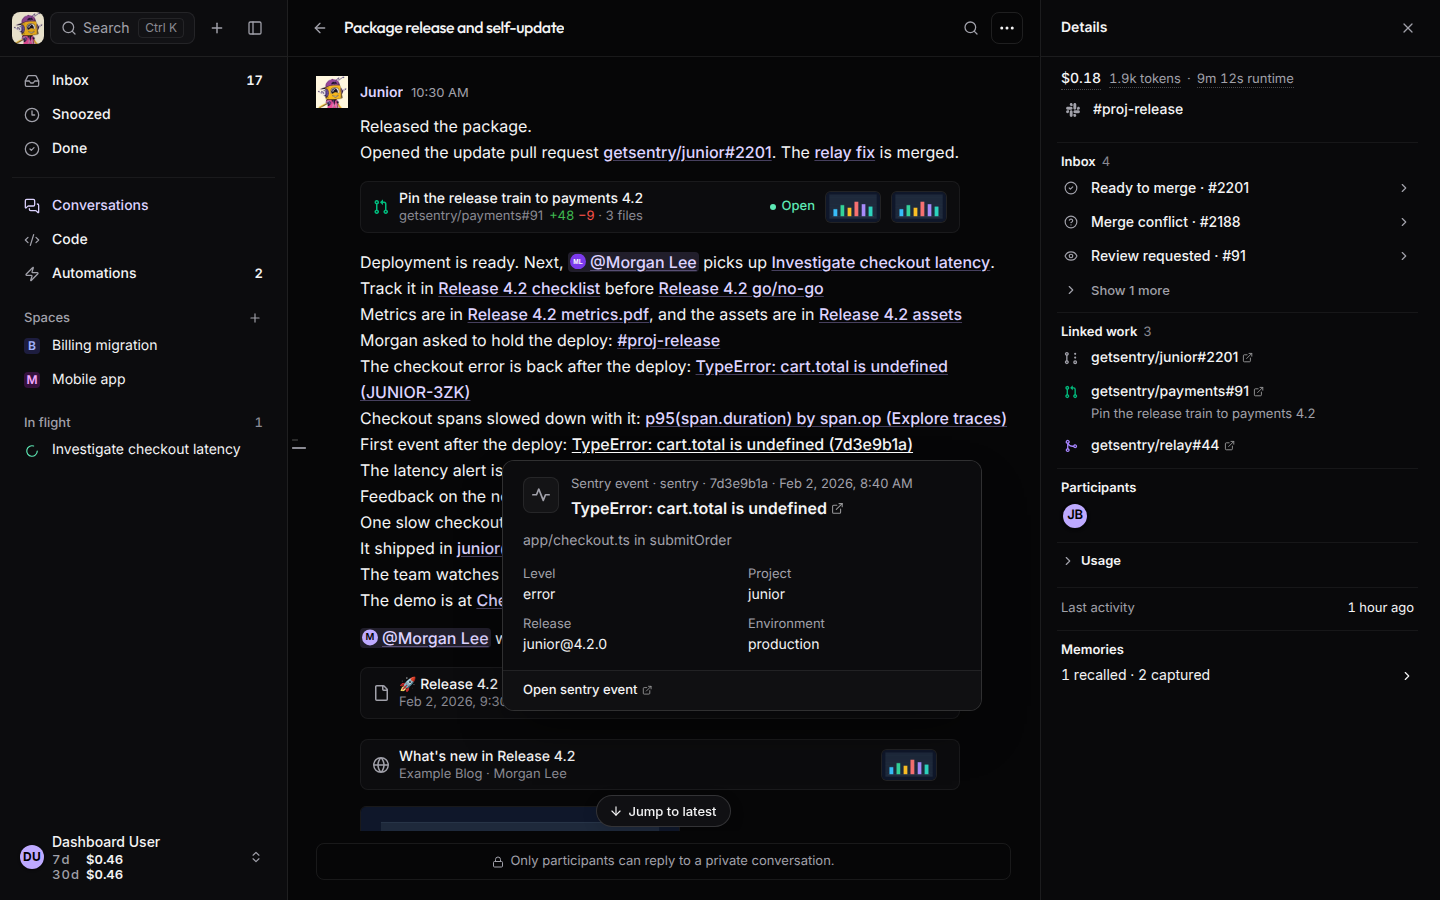 Search Ctrl K
Inbox 17
Snoozed
Done
Conversations
Code
Automations 2
Spaces
B Billing migration
M Mobile app
In flight 1
Investigate checkout latency
DU Dashboard User
7d $0.46
30d $0.46
Package release and self-update
Junior 10:30 AM
Released the package.
Opened the update pull request getsentry/junior#2201. The relay fix is merged.
Pin the release train to payments 4.2
getsentry/payments#91 +48 −9 · 3 files
Open
Deployment is ready. Next, ML @Morgan Lee picks up Investigate checkout latency.
Track it in Release 4.2 checklist before Release 4.2 go/no-go
Metrics are in Release 4.2 metrics.pdf, and the assets are in Release 4.2 assets
Morgan asked to hold the deploy: #proj-release
The checkout error is back after the deploy: TypeError: cart.total is undefined
(JUNIOR-3ZK)
Checkout spans slowed down with it: p95(span.duration) by span.op (Explore traces)
First event after the deploy: TypeError: cart.total is undefined (7d3e9b1a)
The latency alert is
Feedback on the
One slow checkout
It shipped in
The team watches
The demo is at
M @Morgan Lee
🚀 Release 4.2
Feb 2, 2026,
Sentry event · sentry · 7d3e9b1a · Feb 2, 2026, 8:40 AM
TypeError: cart.total is undefined
app/checkout.ts in submitOrder
Level
error
Project
junior
Release
junior@4.2.0
Environment
production
Open sentry event
What's new in Release 4.2
Example Blog · Morgan Lee
Jump to latest
Only participants can reply to a private conversation.
Details
$0.18 1.9k tokens · 9m 12s runtime
#proj-release
Inbox 4
Ready to merge · #2201
Merge conflict · #2188
Review requested · #91
Show 1 more
Linked work 3
getsentry/junior#2201
getsentry/payments#91
Pin the release train to payments 4.2
getsentry/relay#44
Participants
JB
Usage
Last activity 1 hour ago
Memories
1 recalled · 2 captured